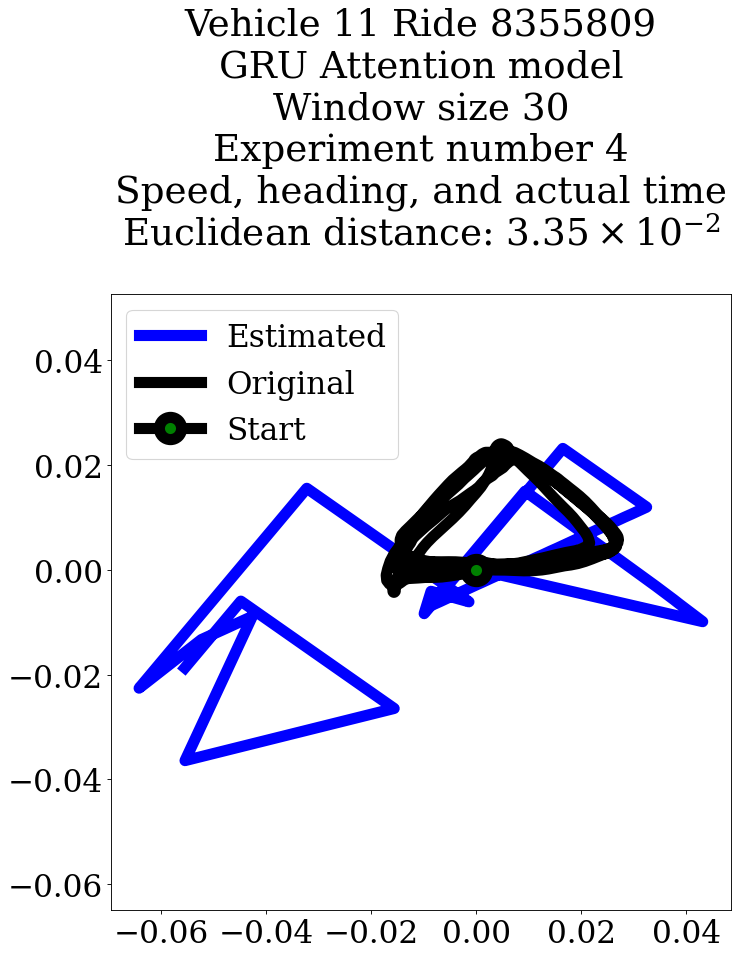 Vehicle 11 Ride 8355809
GRU Attention model
Window size 30
Experiment number 4
Speed, heading, and actual time
Euclidean distance: 3.35 × 10⁻²
Estimated
Original
Start
0.04
0.02
0.00
−0.02
−0.04
−0.06
−0.06 −0.04 −0.02 0.00 0.02 0.04